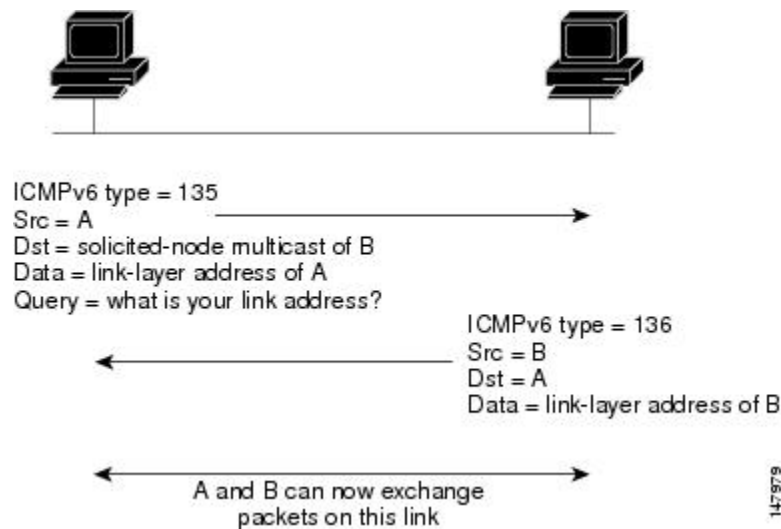 ICMPv6 type = 135
Src = A
Dst = solicited-node multicast of B
Data = link-layer address of A
Query = what is your link address?
ICMPv6 type = 136
Src = B
Dst = A
Data = link-layer address of B
A and B can now exchange
packets on this link
147979